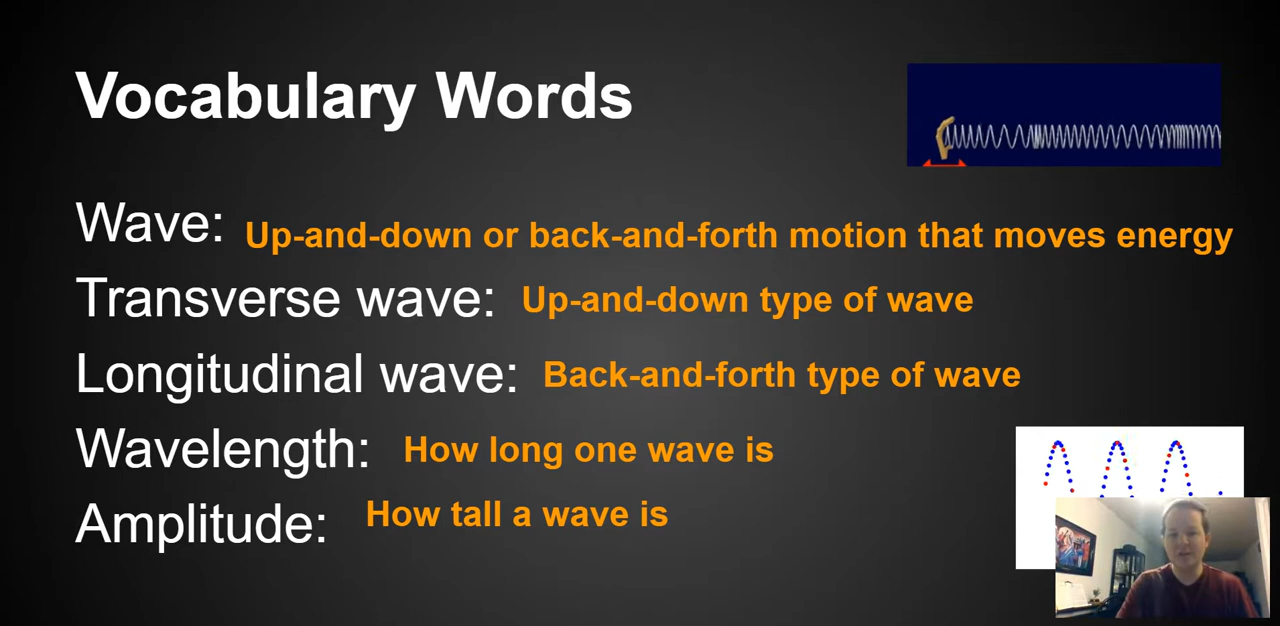 Vocabulary Words
Wave: Up-and-down or back-and-forth motion that moves energy
Transverse wave: Up-and-down type of wave
Longitudinal wave: Back-and-forth type of wave
Wavelength: How long one wave is
Amplitude: How tall a wave is